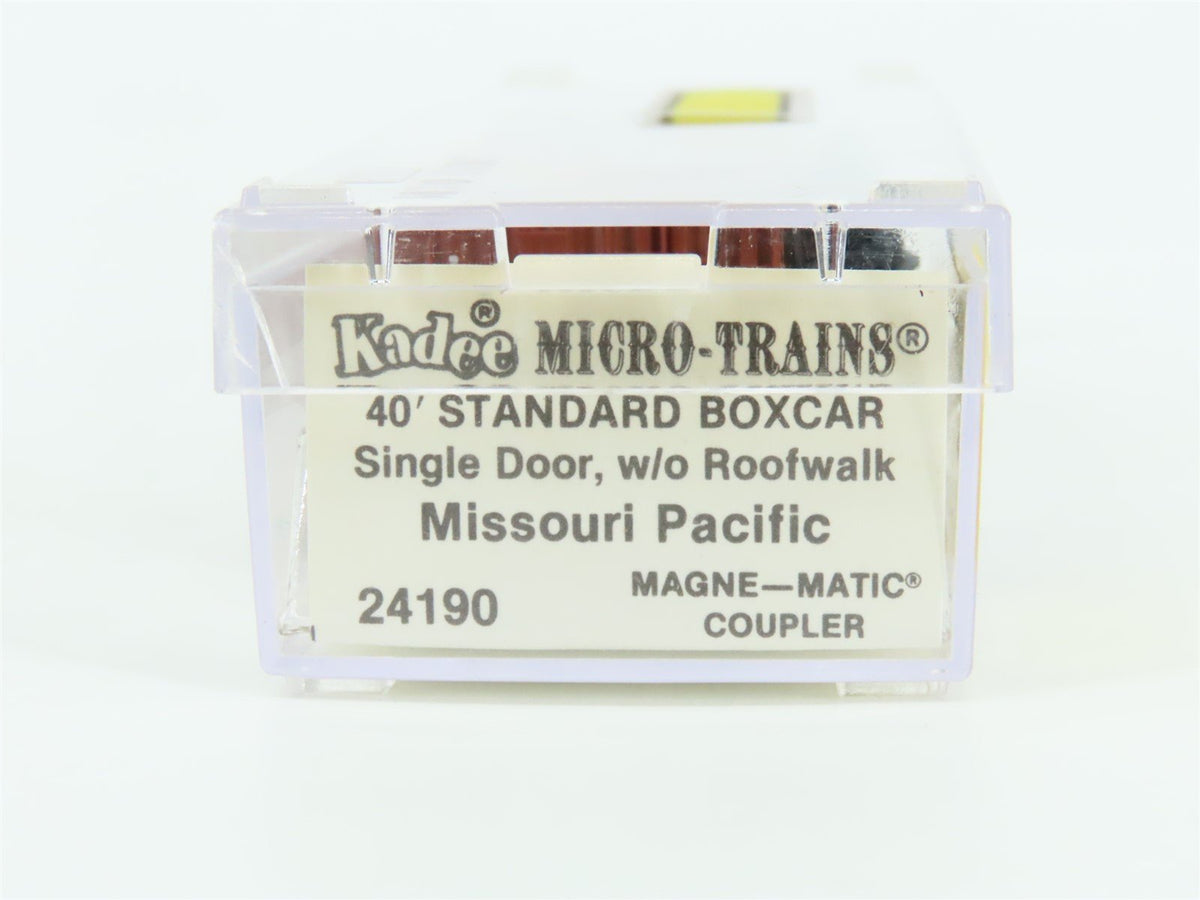 Kadee® MICRO-TRAINS®
40' STANDARD BOXCAR
Single Door, w/o Roofwalk
Missouri Pacific
24190
MAGNE—MATIC®
COUPLER